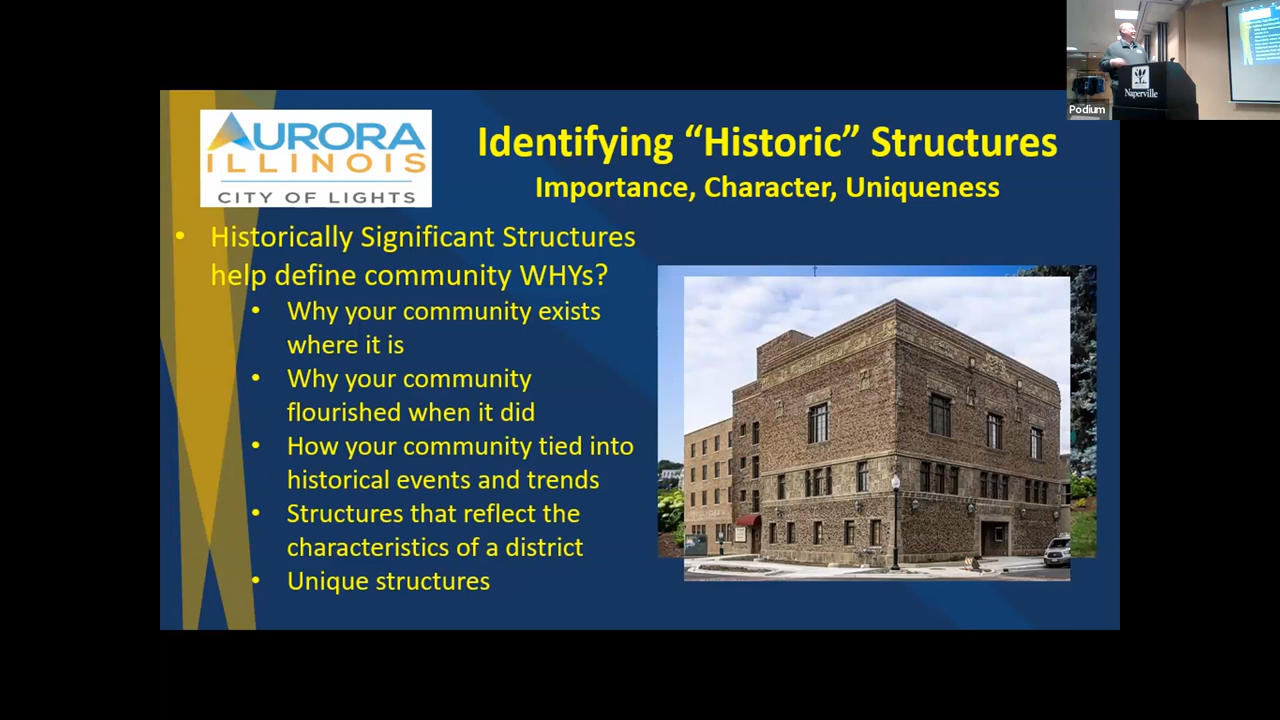 AURORA
ILLINOIS
CITY OF LIGHTS
Identifying “Historic” Structures
Importance, Character, Uniqueness
• Historically Significant Structures
help define community WHYs?
• Why your community exists
where it is
• Why your community
flourished when it did
• How your community tied into
historical events and trends
• Structures that reflect the
characteristics of a district
• Unique structures
Naperville
Podium